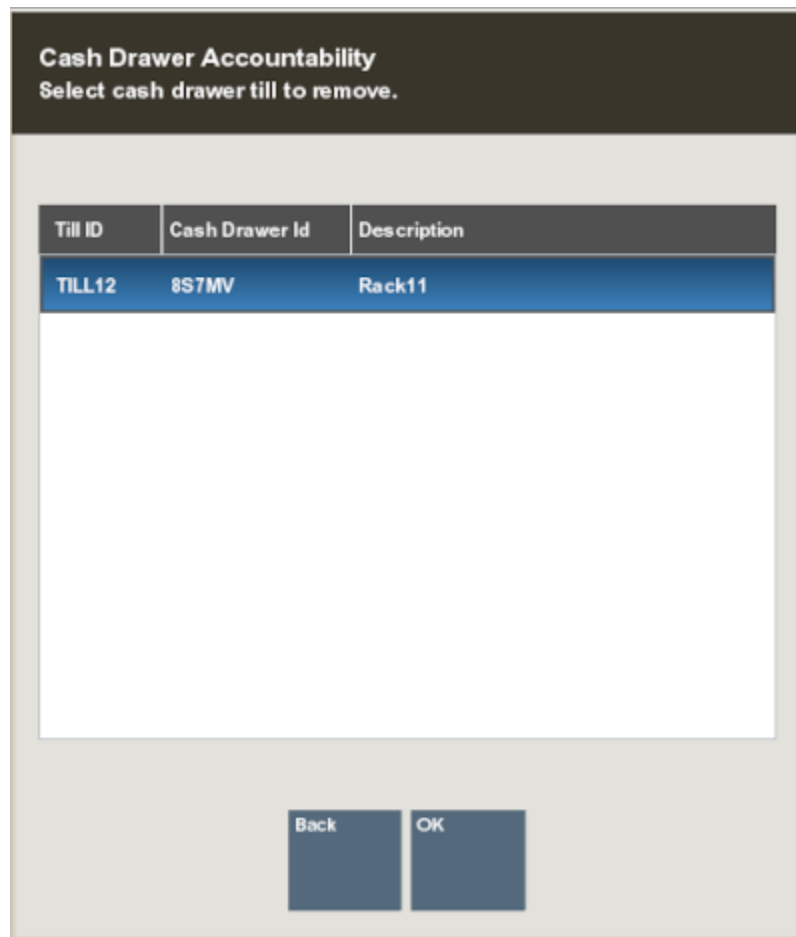 Cash Drawer Accountability
Select cash drawer till to remove.
Till ID Cash Drawer Id Description
TILL12 8S7MV Rack11
Back OK